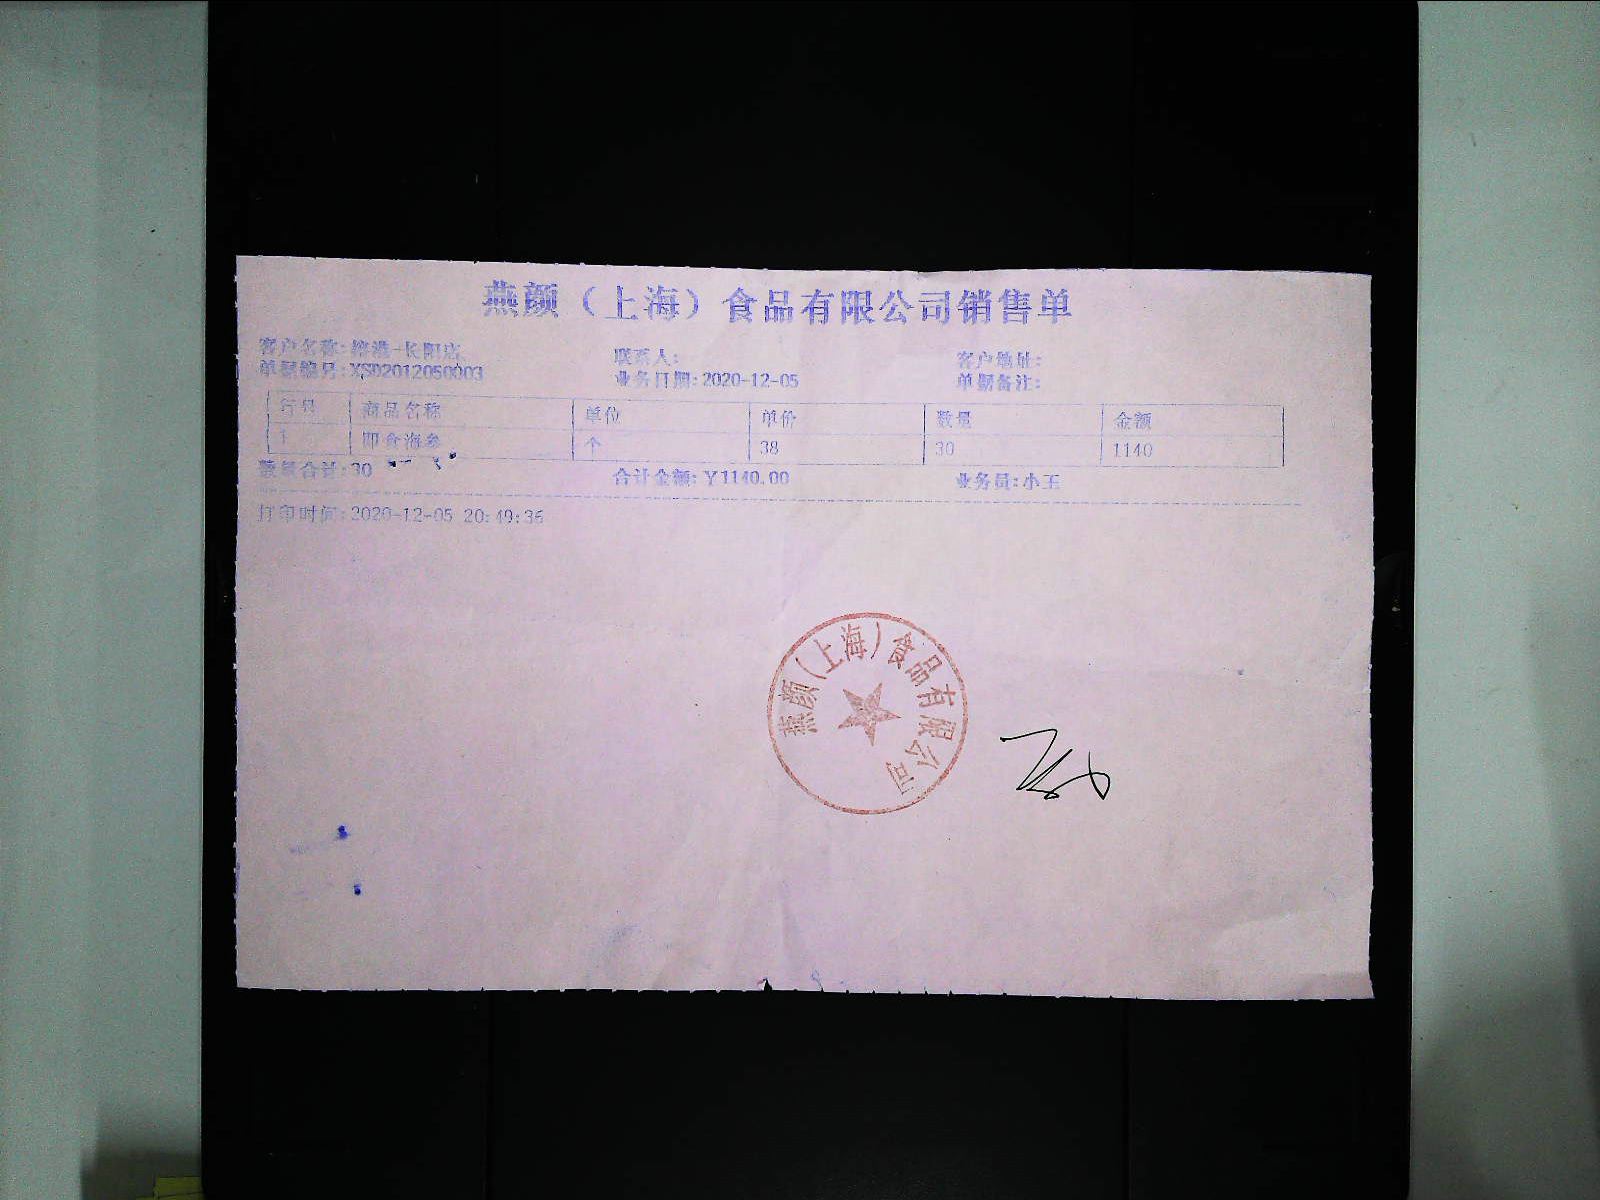 燕颜（上海）食品有限公司销售单
客户名称:港-长阳店 联系人: 客户地址:
单据编号:XSD2012050003 业务日期:2020-12-05 单据备注:
行号 商品名称 单位 单价 数量 金额
1 即食海参 个 38 30 1140
数量合计:30 合计金额:¥1140.00 业务员:小王
打印时间:2020-12-05 20:49:36
燕颜（上海）食品有限公司